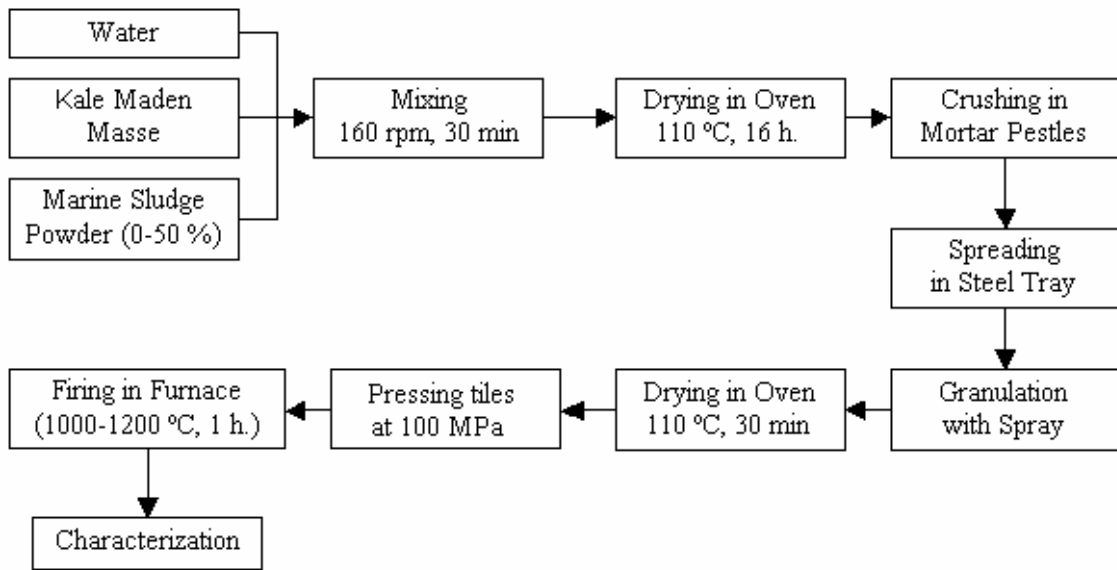 Water
Kale Maden
Masse
Marine Sludge
Powder (0-50 %)
Mixing
160 rpm, 30 min
Drying in Oven
110 ºC, 16 h.
Crushing in
Mortar Pestles
Spreading
in Steel Tray
Granulation
with Spray
Drying in Oven
110 ºC, 30 min
Pressing tiles
at 100 MPa
Firing in Furnace
(1000-1200 ºC, 1 h.)
Characterization